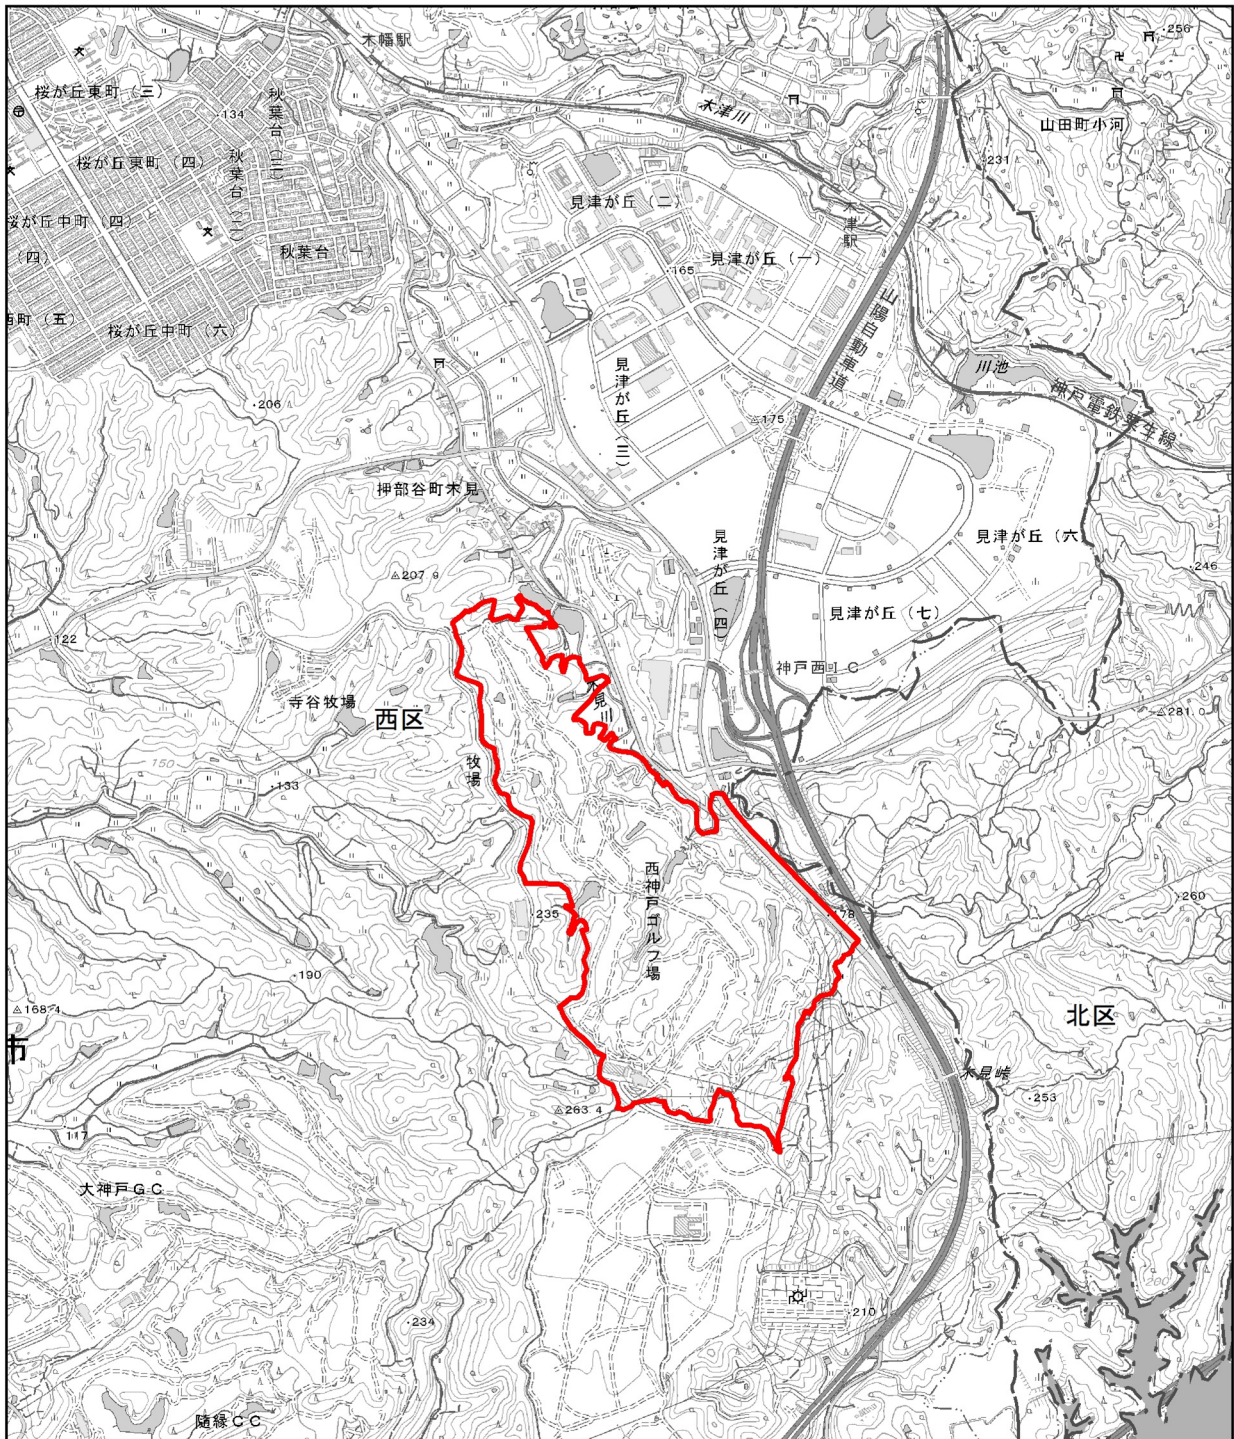 木幡駅
・256
桜が丘東町（三）
秋葉台（三）
・134
木津川
山田町小河
桜が丘東町（四）
秋葉台（二）
・231
桜が丘中町（四）
見津が丘（二）
木津駅
（四）
秋葉台（一）
見津が丘（一）
・165
山陽自動車道
西町（五）
桜が丘中町（六）
見津が丘（三）
川池
神戸電鉄粟生線
・206
△175
押部谷町木見
見津が丘（六
見津が丘（四）
・246
△207.9
見津が丘（七）
・122
神戸西IC
寺谷牧場
木見川
西区
△281.0
150
牧場
・133
西神戸ゴルフ場
・260
・235
・178
・190
△168.4
北区
市
木見峠
・253
△263.4
・117
大神戸GC
200
・210
・234
随縁CC